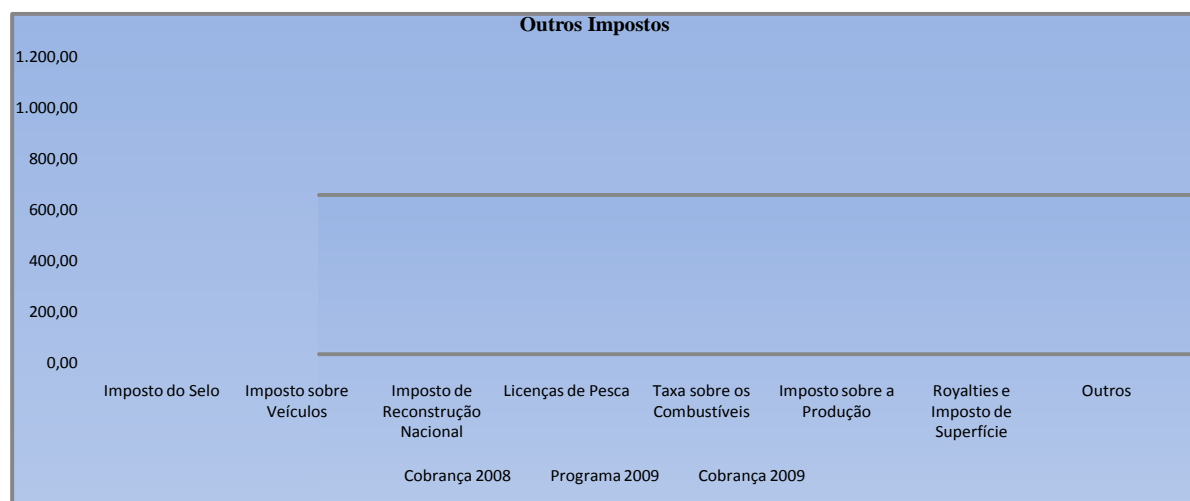 Outros Impostos
1.200,00
1.000,00
800,00
600,00
400,00
200,00
0,00
Imposto do Selo
Imposto sobre
Veículos
Imposto de
Reconstrução
Nacional
Licenças de Pesca
Taxa sobre os
Combustíveis
Imposto sobre a
Produção
Royalties e
Imposto de
Superfície
Outros
Cobrança 2008 Programa 2009 Cobrança 2009